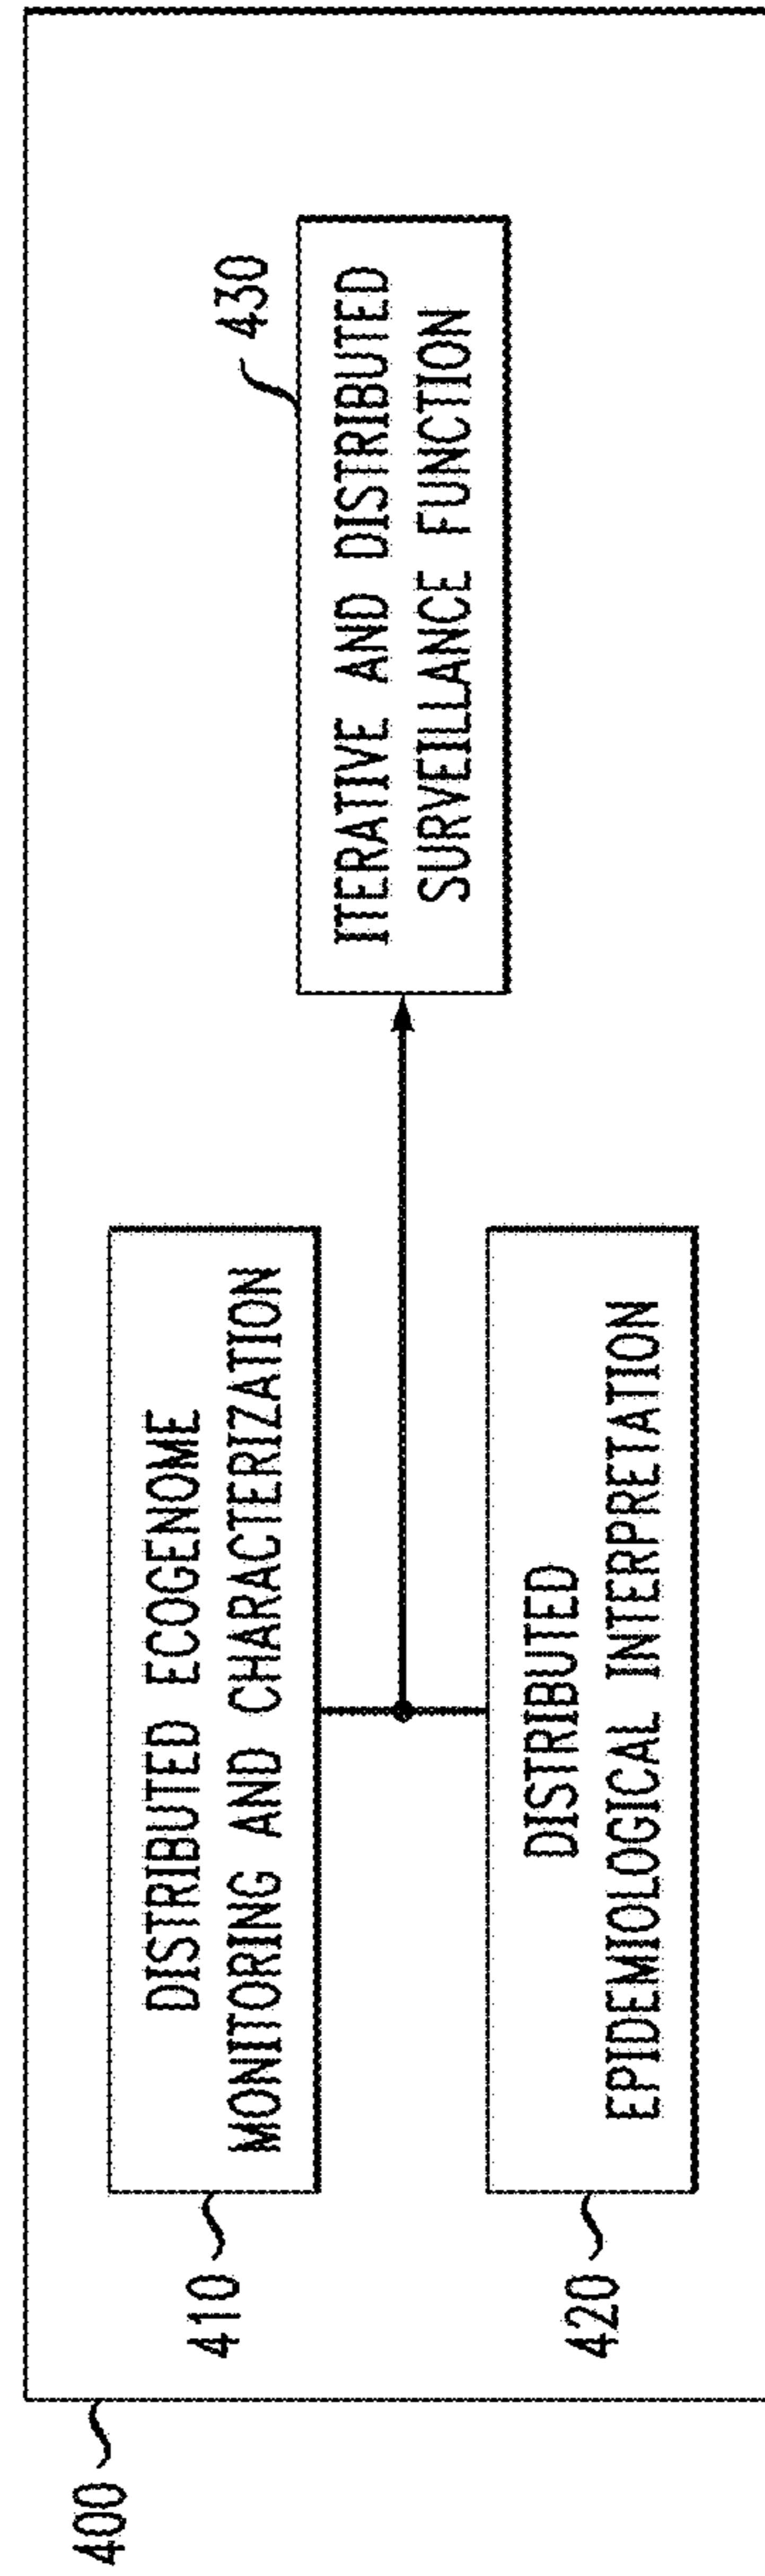 400
410
DISTRIBUTED ECOGENOME
MONITORING AND CHARACTERIZATION
420
DISTRIBUTED
EPIDEMIOLOGICAL INTERPRETATION
430
ITERATIVE AND DISTRIBUTED
SURVEILLANCE FUNCTION